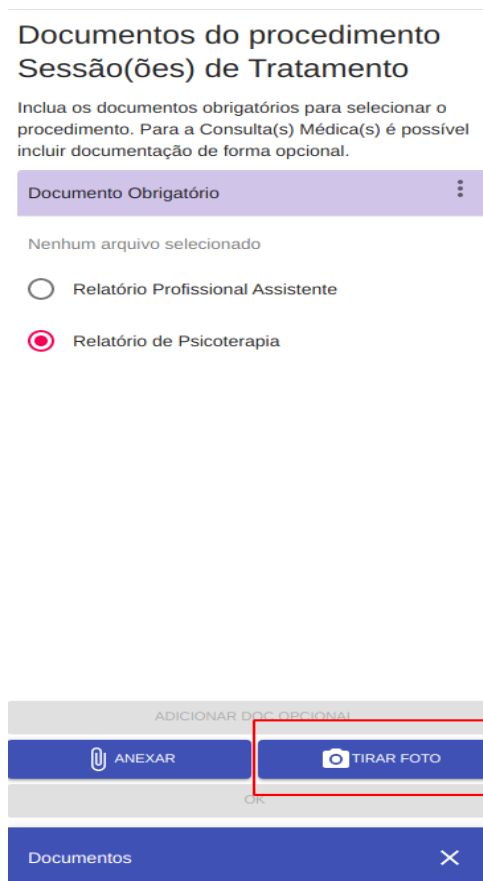 Documentos do procedimento
Sessão(ões) de Tratamento
Inclua os documentos obrigatórios para selecionar o
procedimento. Para a Consulta(s) Médica(s) é possível
incluir documentação de forma opcional.
Documento Obrigatório
Nenhum arquivo selecionado
Relatório Profissional Assistente
Relatório de Psicoterapia
ADICIONAR DOC OPCIONAL
ANEXAR
TIRAR FOTO
OK
Documentos